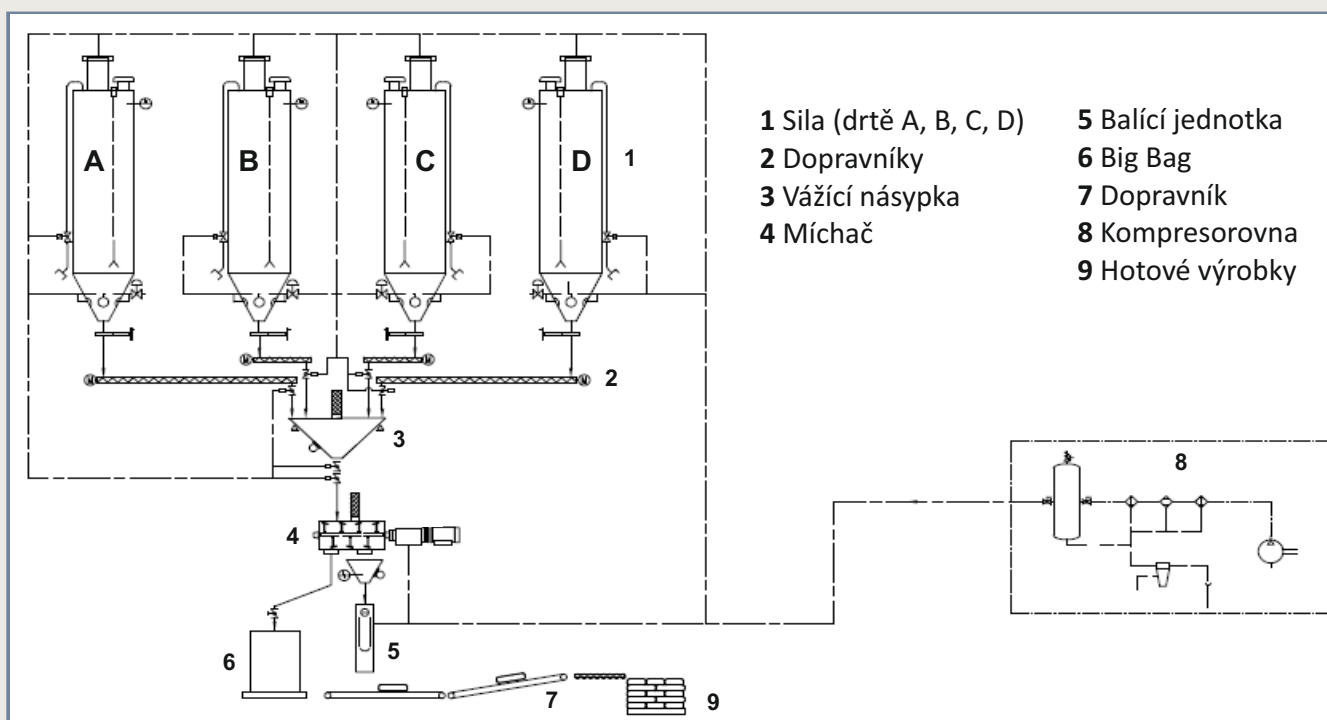 A
B
C
D
1
2
3
4
5
6
7
8
9
1 Sila (drtě A, B, C, D)
2 Dopravníky
3 Vážící násypka
4 Míchač
5 Balící jednotka
6 Big Bag
7 Dopravník
8 Kompresorovna
9 Hotové výrobky